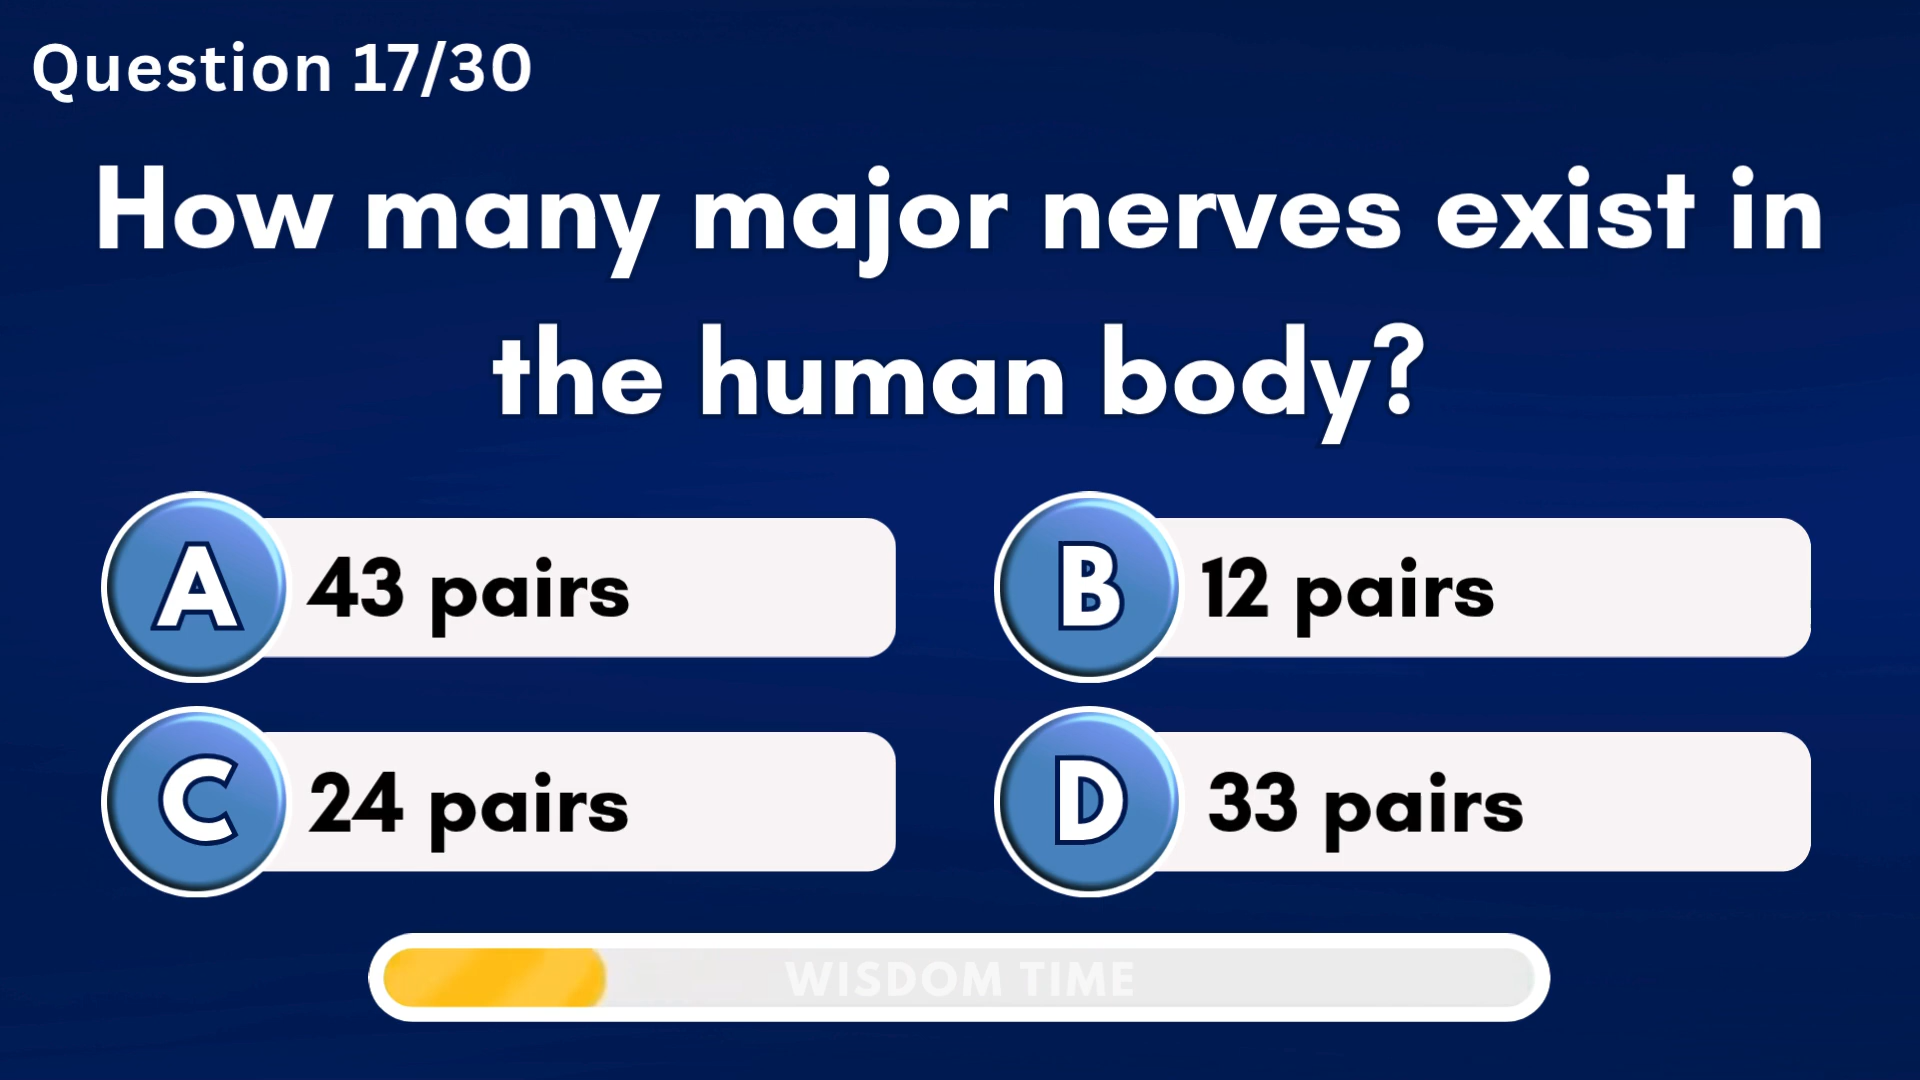 Question 17/30
How many major nerves exist in
the human body?
A 43 pairs
B 12 pairs
C 24 pairs
D 33 pairs
WISDOM TIME